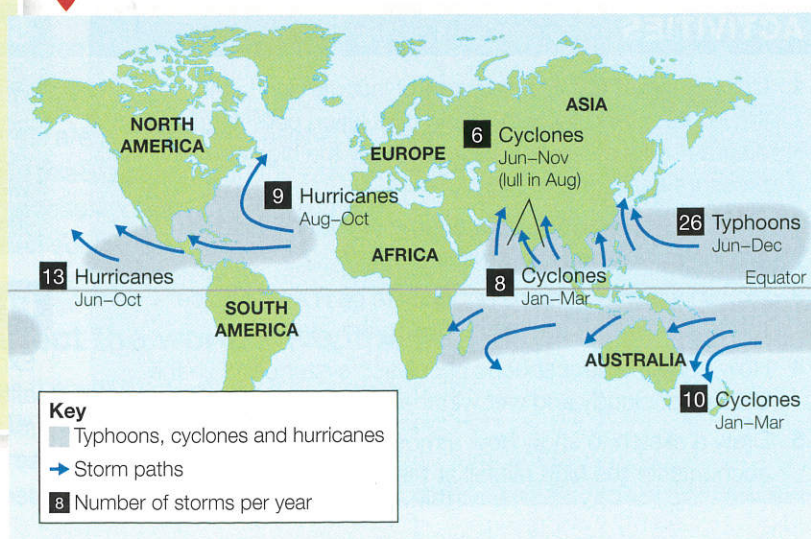 ACTIVITIES
NORTH
AMERICA
EUROPE
ASIA
6 Cyclones
Jun–Nov
(lull in Aug)
9 Hurricanes
Aug–Oct
26 Typhoons
Jun–Dec
AFRICA
13 Hurricanes
Jun–Oct
8 Cyclones
Jan–Mar
Equator
SOUTH
AMERICA
AUSTRALIA
10 Cyclones
Jan–Mar
Key
Typhoons, cyclones and hurricanes
Storm paths
8 Number of storms per year